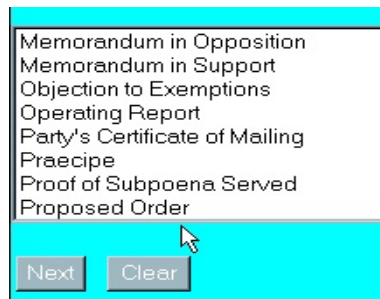 Memorandum in Opposition
Memorandum in Support
Objection to Exemptions
Operating Report
Party's Certificate of Mailing
Praecipe
Proof of Subpoena Served
Proposed Order
Next Clear